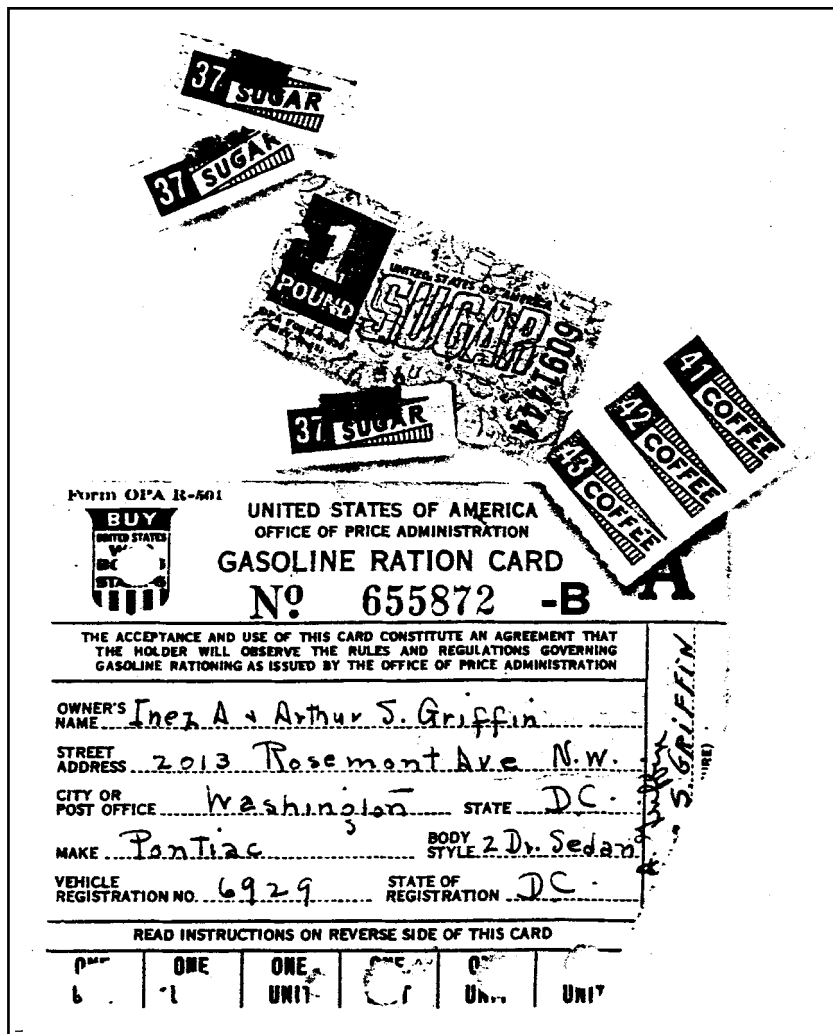 37 SUGAR
37 SUGAR
1
POUND
UNITED STATES OF AMERICA
SUGAR
6091444
37 SUGAR
41 COFFEE
42 COFFEE
43 COFFEE
Form OPA R-501
BUY
UNITED STATES
UNITED STATES OF AMERICA
OFFICE OF PRICE ADMINISTRATION
GASOLINE RATION CARD
Nº 655872 -B
A
THE ACCEPTANCE AND USE OF THIS CARD CONSTITUTE AN AGREEMENT THAT
THE HOLDER WILL OBSERVE THE RULES AND REGULATIONS GOVERNING
GASOLINE RATIONING AS ISSUED BY THE OFFICE OF PRICE ADMINISTRATION
OWNER'S NAME Inez A & Arthur S. Griffin
STREET ADDRESS 2013 Rosemont Ave N.W.
CITY OR POST OFFICE Washington STATE DC.
MAKE Pontiac BODY STYLE 2 Dr. Sedan
VEHICLE REGISTRATION NO. 6929 STATE OF REGISTRATION DC.
S. GRIFFIN
READ INSTRUCTIONS ON REVERSE SIDE OF THIS CARD
ONE ONE
UNIT UNIT